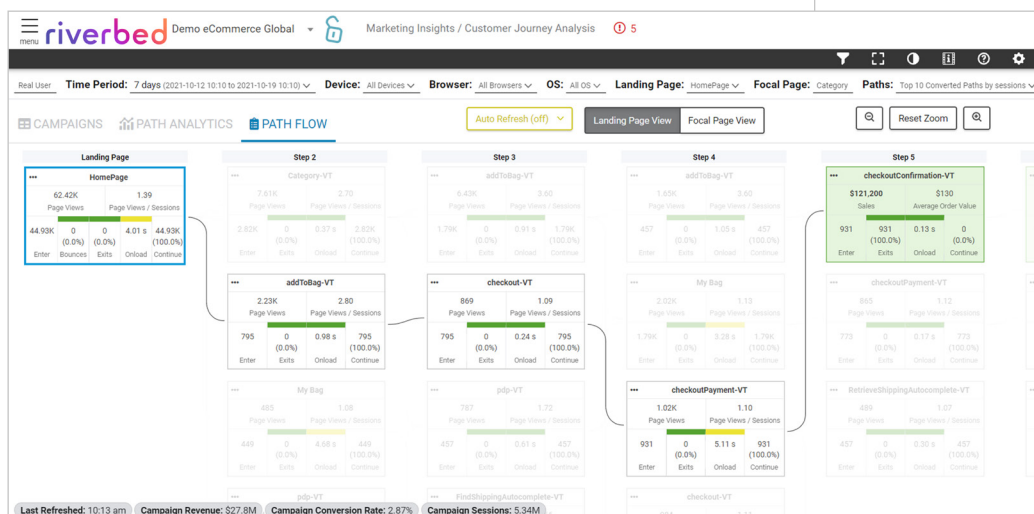 riverbed Demo eCommerce Global Marketing Insights / Customer Journey Analysis 5
menu
Real User Time Period: 7 days (2021-10-12 10:10 to 2021-10-19 10:10) Device: All Devices Browser: All Browsers OS: All OS Landing Page: HomePage Focal Page: Category Paths: Top 10 Converted Paths by sessions
CAMPAIGNS PATH ANALYTICS PATH FLOW Auto Refresh (off) Landing Page View Focal Page View Reset Zoom
Landing Page Step 2 Step 3 Step 4 Step 5
HomePage Category-VT addToBag-VT addToBag-VT checkoutConfirmation-VT
62.42K 1.39 7.61K 2.70 6.43K 3.60 1.65K 3.60 $121,200 $130
Page Views Page Views / Sessions Page Views Page Views / Sessions Page Views Page Views / Sessions Page Views Page Views / Sessions Sales Average Order Value
44.93K 0 0 4.01 s 44.93K 2.82K 0 0.37 s 2.82K 1.79K 0 0.91 s 1.79K 457 0 1.05 s 457 931 931 0.13 s 0
(0.0%) (0.0%) (100.0%) (0.0%) (100.0%) (0.0%) (100.0%) (100.0%) (100.0%) (0.0%)
Enter Bounces Exits Onload Continue Enter Exits Onload Continue Enter Exits Onload Continue Enter Exits Onload Continue Enter Exits Onload Continue
addToBag-VT checkout-VT My Bag checkoutPayment-VT
2.23K 2.80 869 1.09 2.02K 1.13 865 1.12
Page Views Page Views / Sessions Page Views Page Views / Sessions Page Views Page Views / Sessions Page Views Page Views / Sessions
795 0 0.98 s 795 795 0 0.24 s 795 1.79K 0 3.28 s 1.79K 773 0 0.17 s 773
(0.0%) (100.0%) (0.0%) (100.0%) (0.0%) (100.0%) (0.0%) (100.0%)
Enter Exits Onload Continue Enter Exits Onload Continue Enter Exits Onload Continue Enter Exits Onload Continue
My Bag pdp-VT checkoutPayment-VT RetrieveShippingAutocomplete-VT
485 1.08 787 1.72 1.02K 1.10 489 1.07
Page Views Page Views / Sessions Page Views Page Views / Sessions Page Views Page Views / Sessions Page Views Page Views / Sessions
449 0 4.68 s 449 457 0 0.61 s 457 931 0 5.11 s 931 457 0 0.30 s 457
(0.0%) (100.0%) (0.0%) (100.0%) (0.0%) (100.0%) (0.0%) (100.0%)
Enter Exits Onload Continue Enter Exits Onload Continue Enter Exits Onload Continue Enter Exits Onload Continue
pdp-VT FindShippingAutocomplete-VT checkout-VT
Last Refreshed: 10:13 am Campaign Revenue: $27.8M Campaign Conversion Rate: 2.87% Campaign Sessions: 5.34M